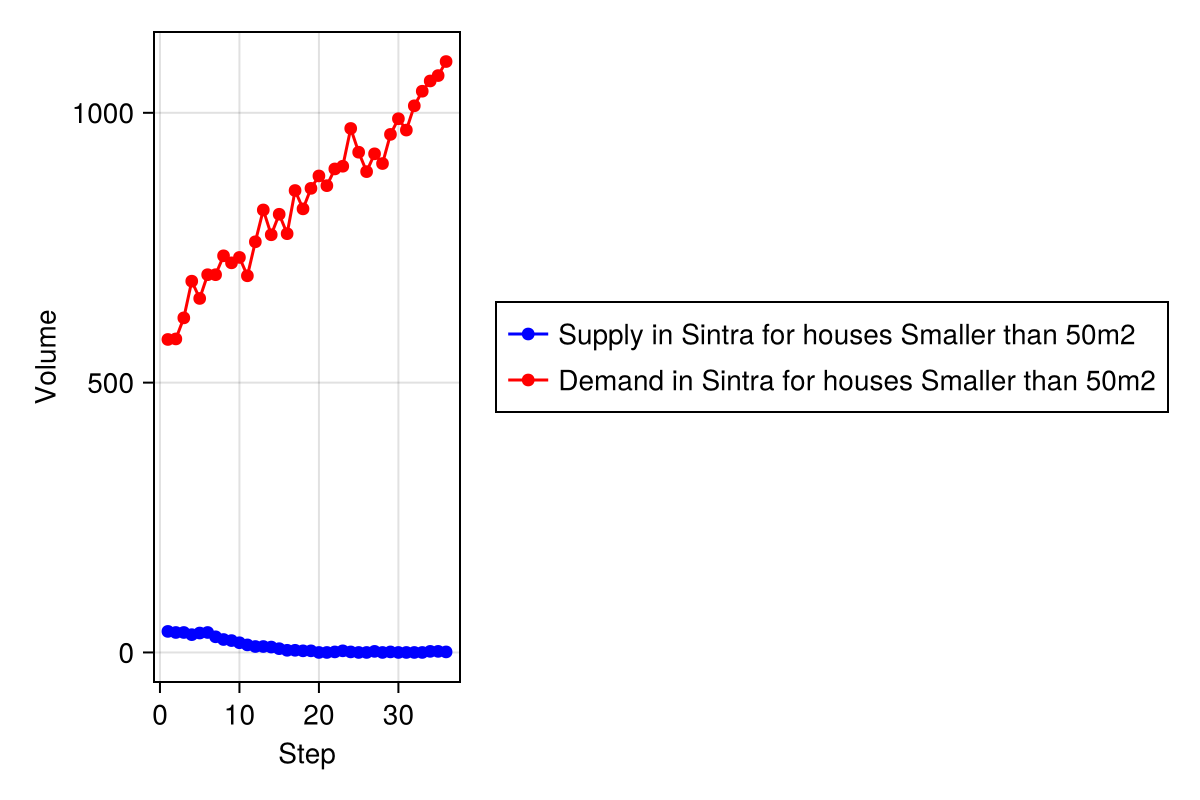 1000
500
0
Volume
0 10 20 30
Step
Supply in Sintra for houses Smaller than 50m2
Demand in Sintra for houses Smaller than 50m2